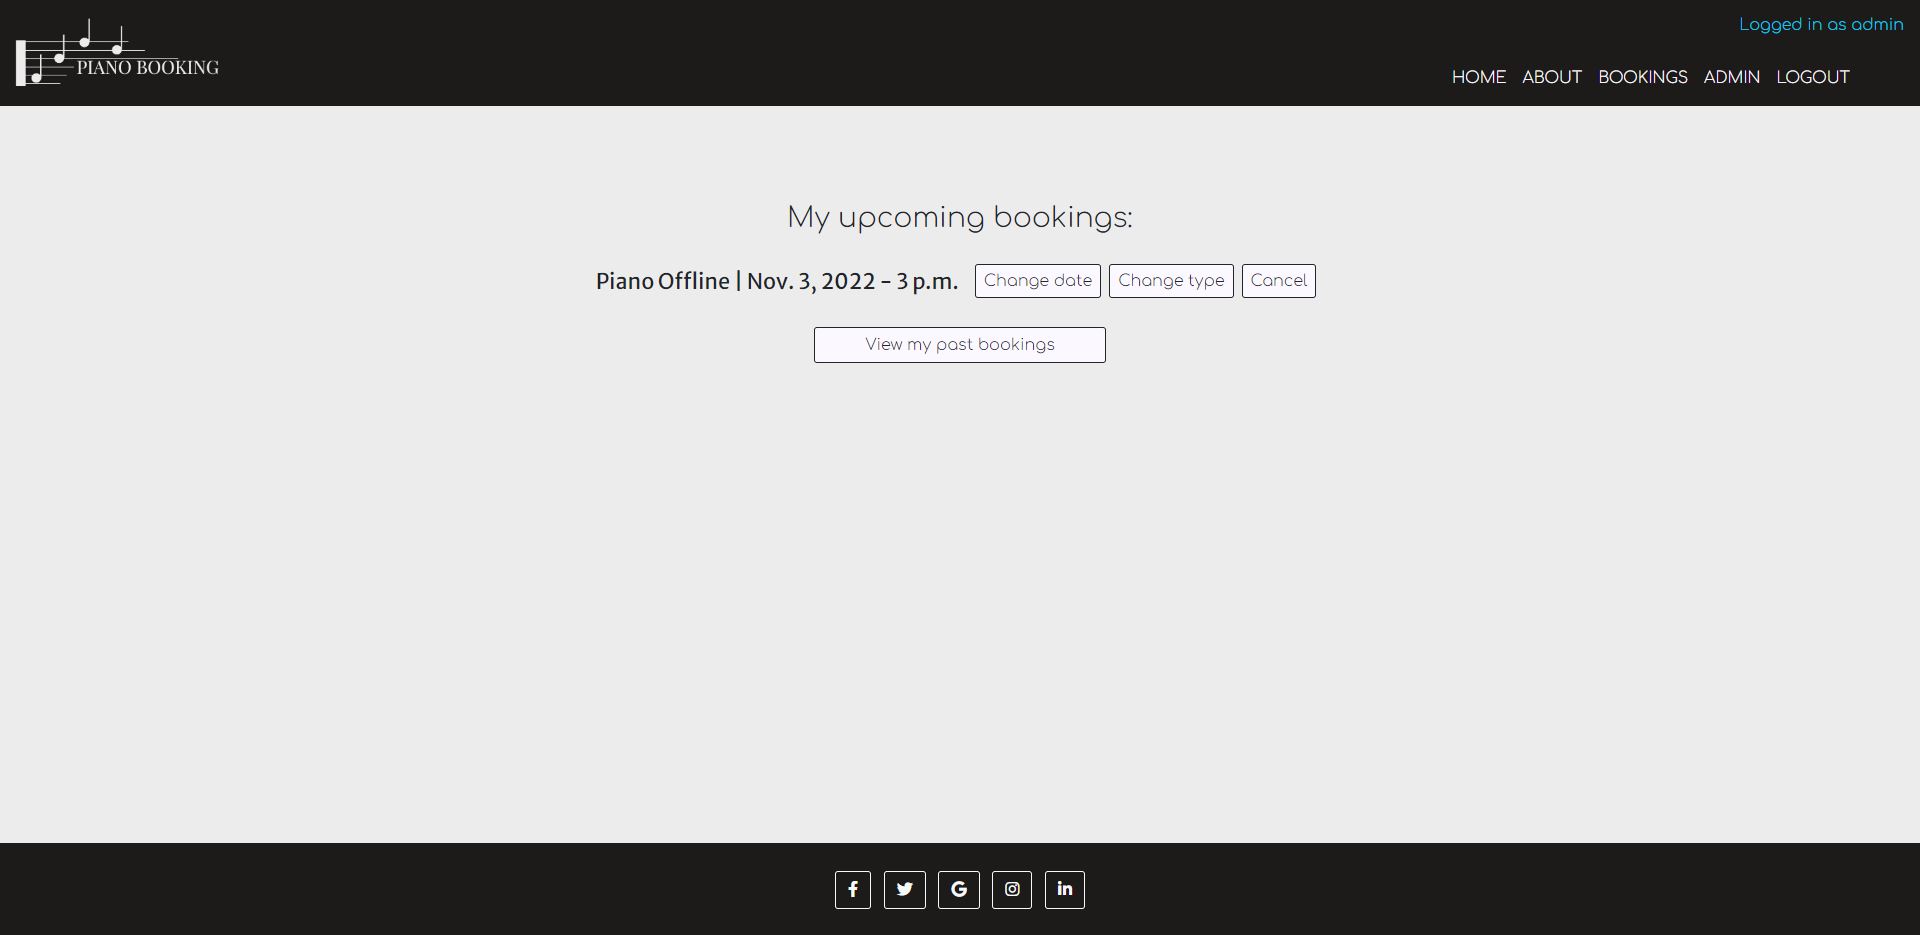 Logged in as admin
PIANO BOOKING
HOME ABOUT BOOKINGS ADMIN LOGOUT
My upcoming bookings:
Piano Offline | Nov. 3, 2022 - 3 p.m. Change date Change type Cancel
View my past bookings